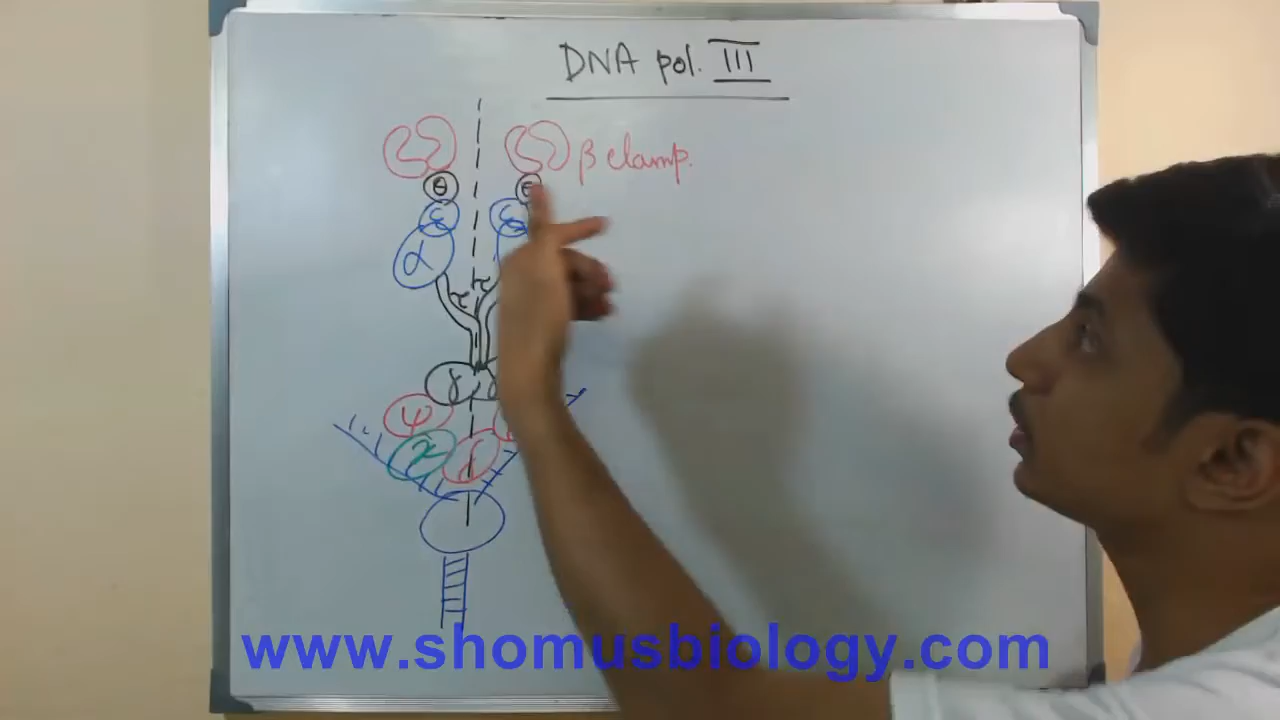 DNA pol. III
β clamp.
θ θ
ε ε
α
τ τ
γ
ψ
χ δ
www.shomusbiology.com